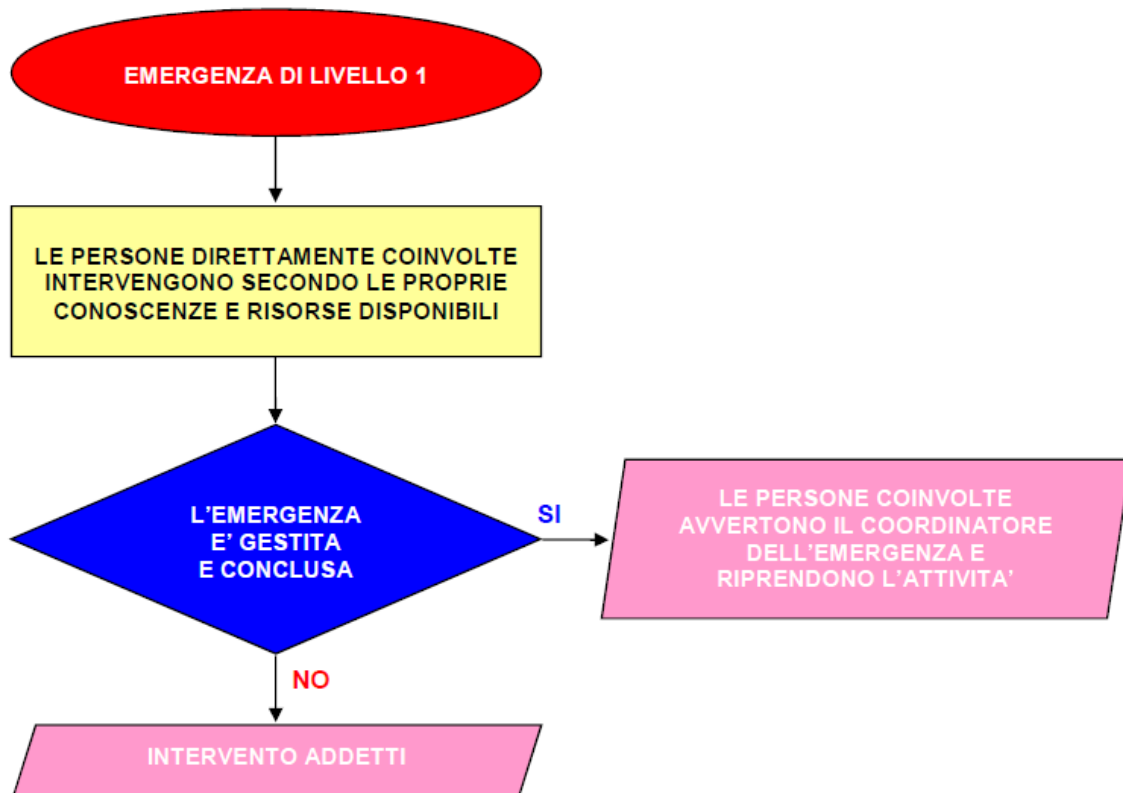 EMERGENZA DI LIVELLO 1
LE PERSONE DIRETTAMENTE COINVOLTE
INTERVENGONO SECONDO LE PROPRIE
CONOSCENZE E RISORSE DISPONIBILI
L'EMERGENZA
E' GESTITA
E CONCLUSA
SI
LE PERSONE COINVOLTE
AVVERTONO IL COORDINATORE
DELL'EMERGENZA E
RIPRENDONO L'ATTIVITA'
NO
INTERVENTO ADDETTI